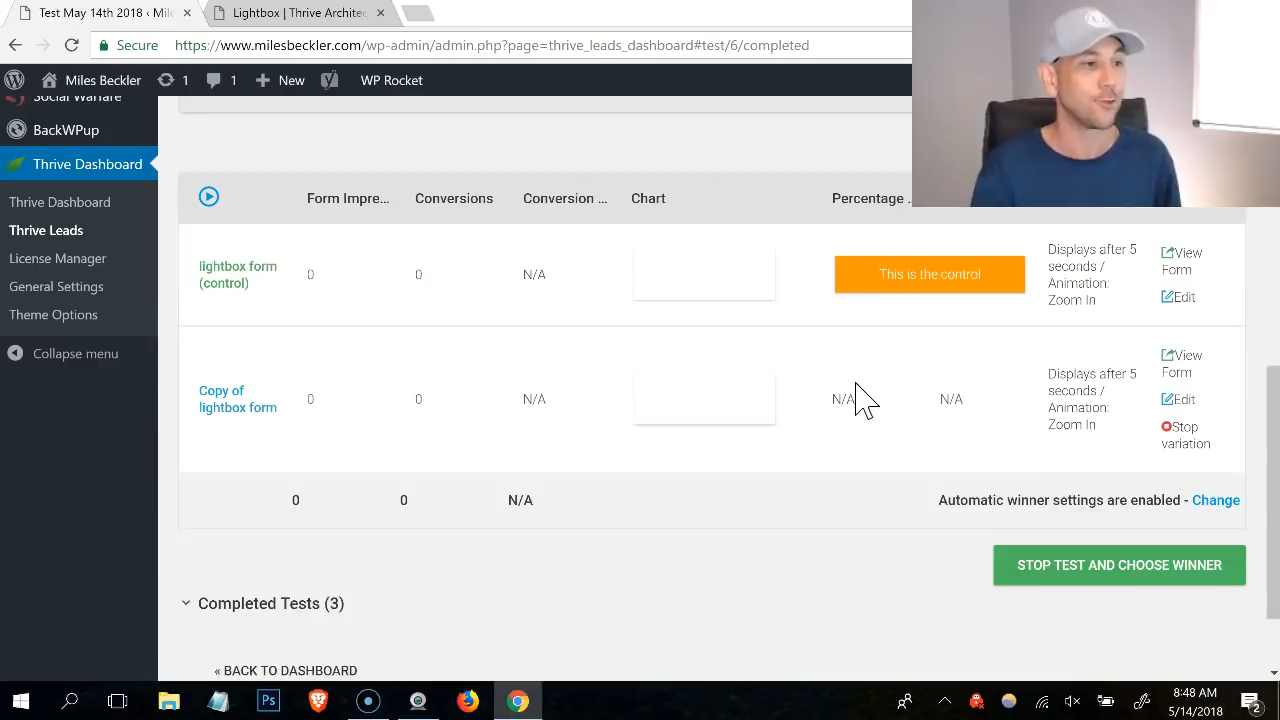 Test May 14th 2018 - Mile
Lightbox | Thrive Architec
Secure
https://www.milesbeckler.com/wp-admin/admin.php?page=thrive_leads_dashboard#test/6/completed
Miles Beckler
1
1
New
WP Rocket
Social Warfare
BackWPup
Thrive Dashboard
Thrive Dashboard
Thrive Leads
License Manager
General Settings
Theme Options
Collapse menu
Form Impre...
Conversions
Conversion ...
Chart
Percentage ..
lightbox form
(control)
0
0
N/A
This is the control
Displays after 5
seconds /
Animation:
Zoom In
View
Form
Edit
Copy of
lightbox form
0
0
N/A
N/A
N/A
Displays after 5
seconds /
Animation:
Zoom In
View
Form
Edit
Stop
variation
0
0
N/A
Automatic winner settings are enabled - Change
STOP TEST AND CHOOSE WINNER
Completed Tests (3)
« BACK TO DASHBOARD
Ps
8:48 AM
5/14/2018
2